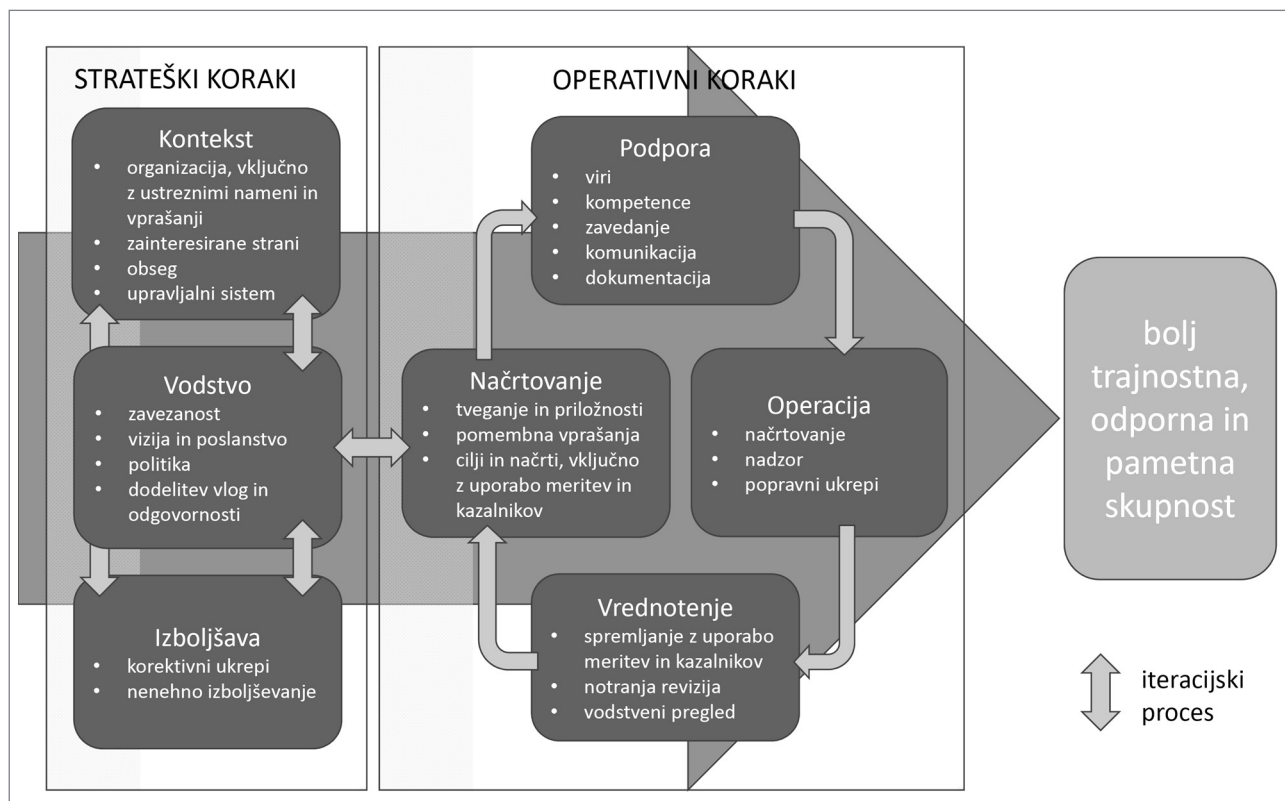 STRATEŠKI KORAKI
Kontekst
• organizacija, vključno
z ustreznimi nameni in
vprašanji
• zainteresirane strani
• obseg
• upravljalni sistem
Vodstvo
• zavezanost
• vizija in poslanstvo
• politika
• dodelitev vlog in
odgovornosti
Izboljšava
• korektivni ukrepi
• nenehno izboljševanje
OPERATIVNI KORAKI
Podpora
• viri
• kompetence
• zavedanje
• komunikacija
• dokumentacija
Načrtovanje
• tveganje in priložnosti
• pomembna vprašanja
• cilji in načrti, vključno
z uporabo meritev in
kazalnikov
Operacija
• načrtovanje
• nadzor
• popravni ukrepi
Vrednotenje
• spremljanje z uporabo
meritev in kazalnikov
• notranja revizija
• vodstveni pregled
bolj
trajnostna,
odporna in
pametna
skupnost
iteracijski
proces